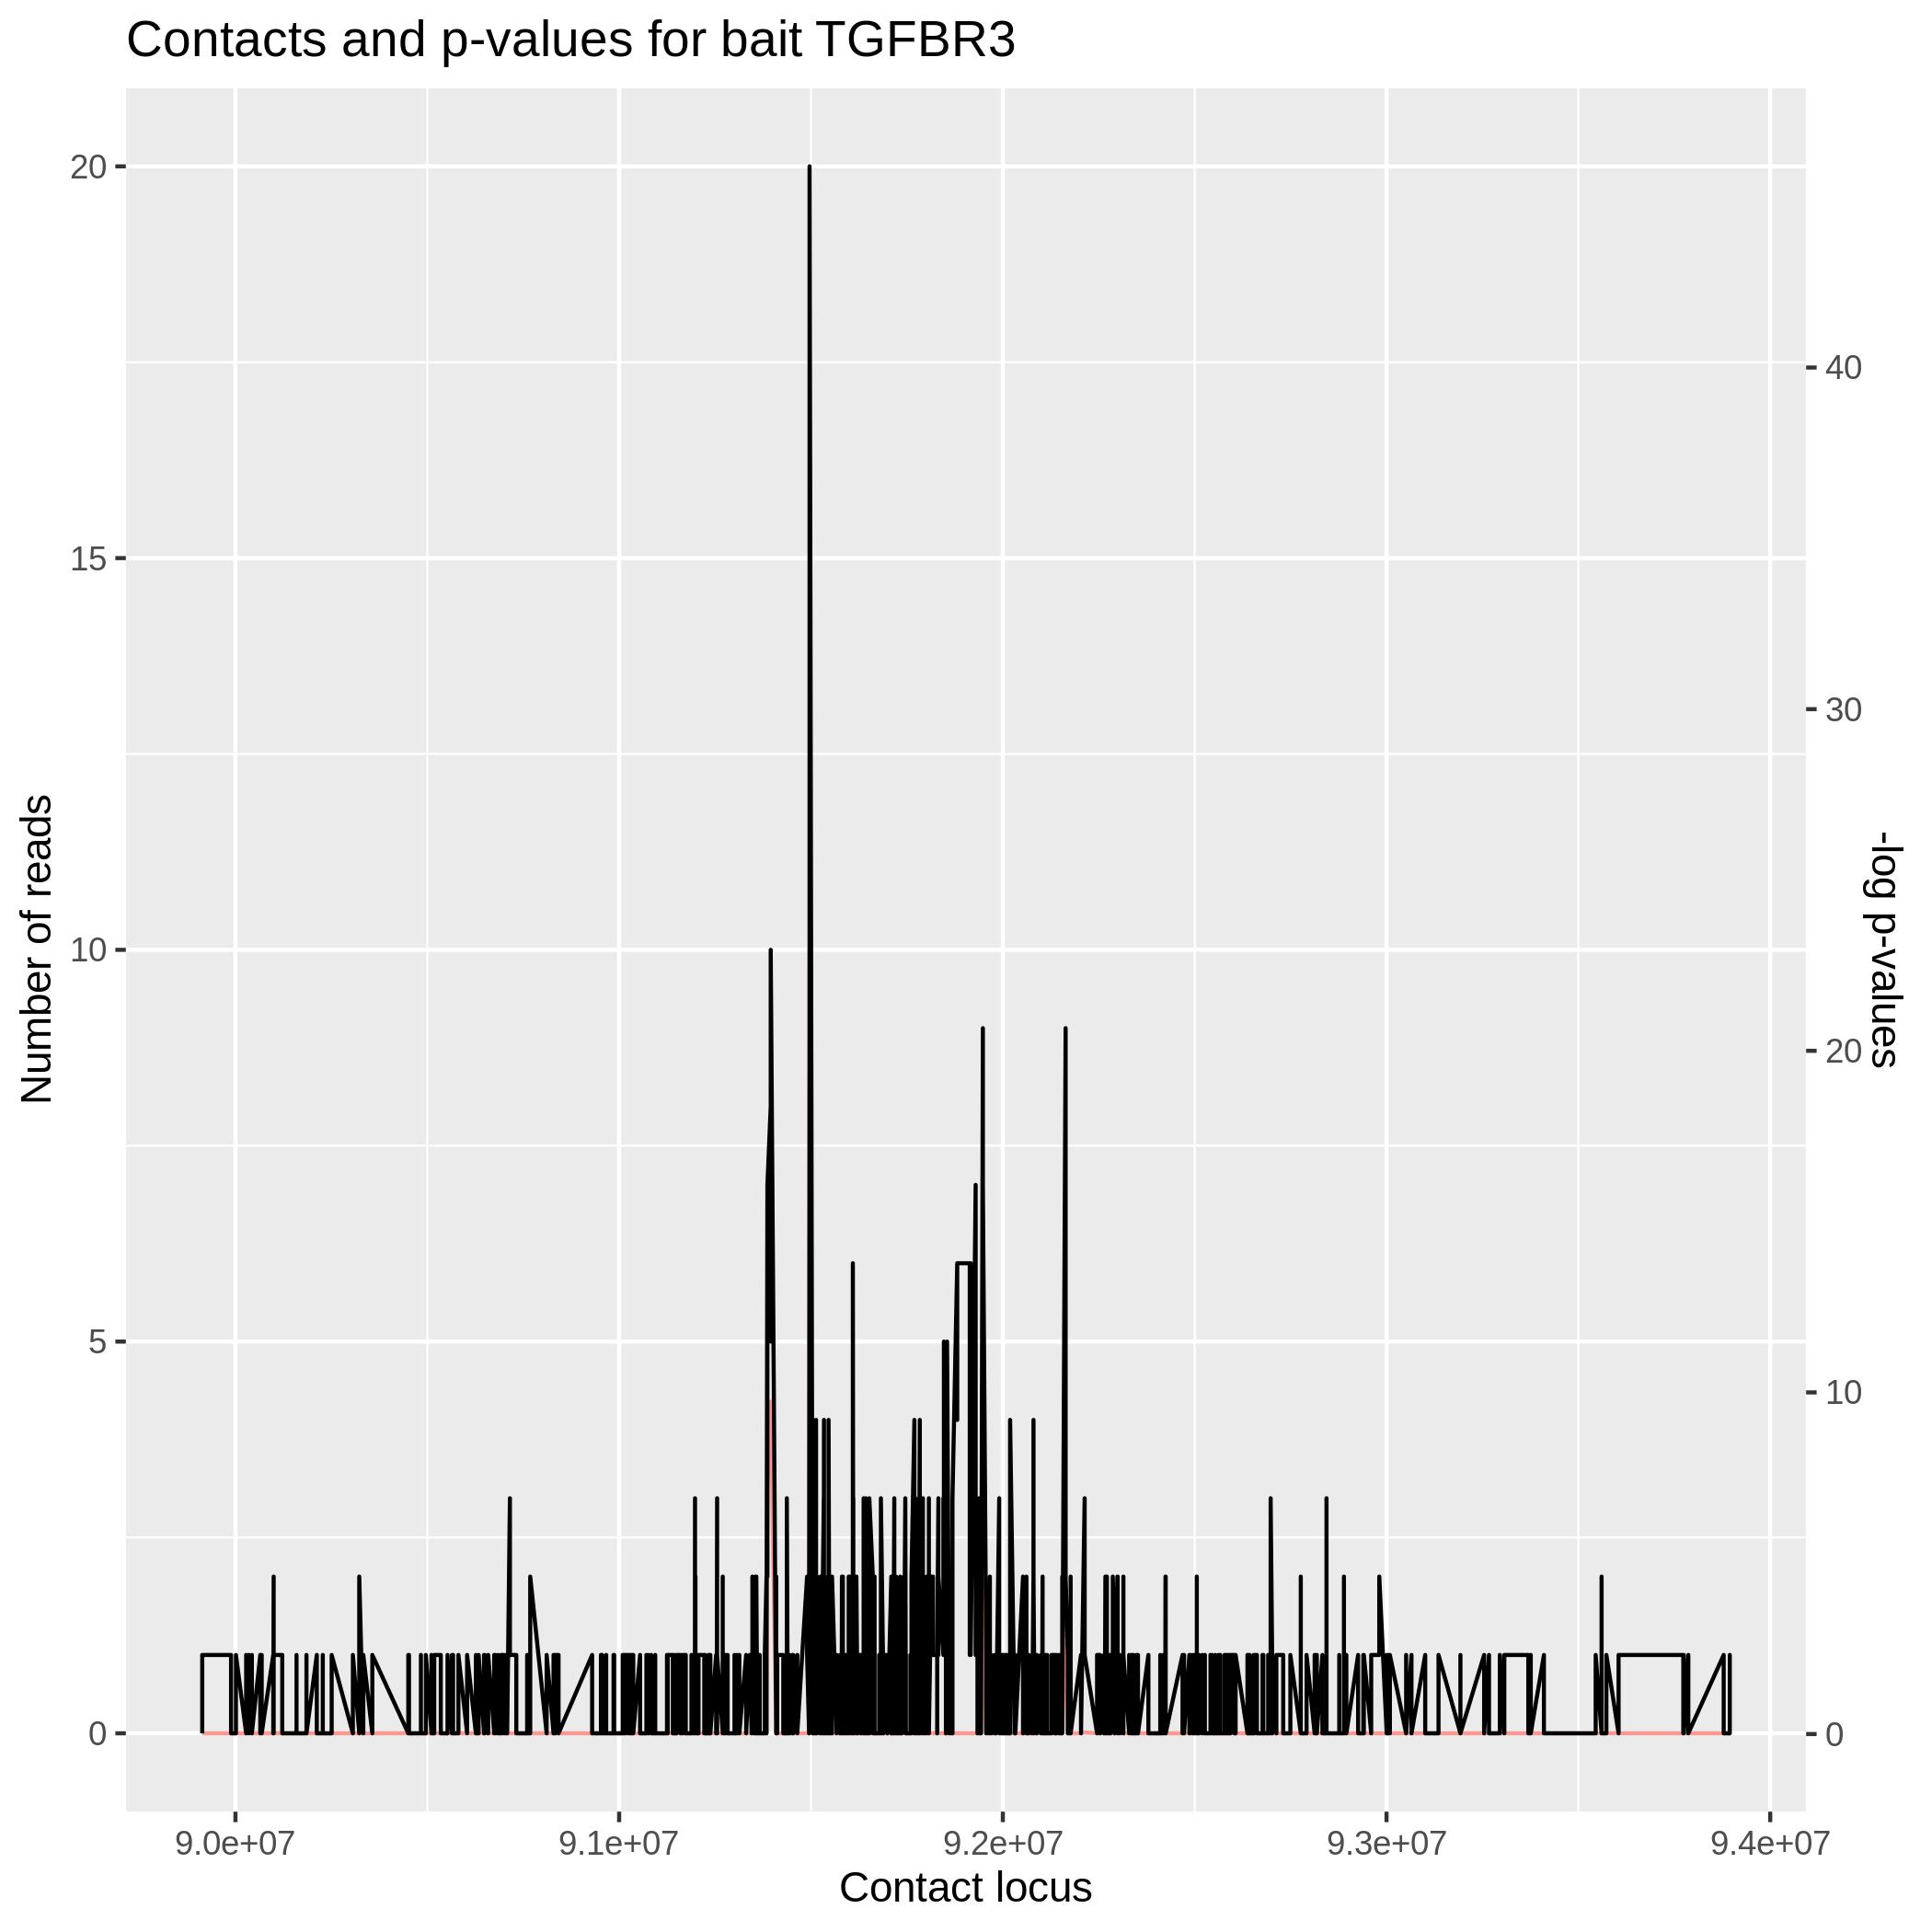 Contacts and p-values for bait TGFBR3
Number of reads
20
15
10
5
0
40
30
20
10
0
-log p-values
9.0e+07 9.1e+07 9.2e+07 9.3e+07 9.4e+07
Contact locus